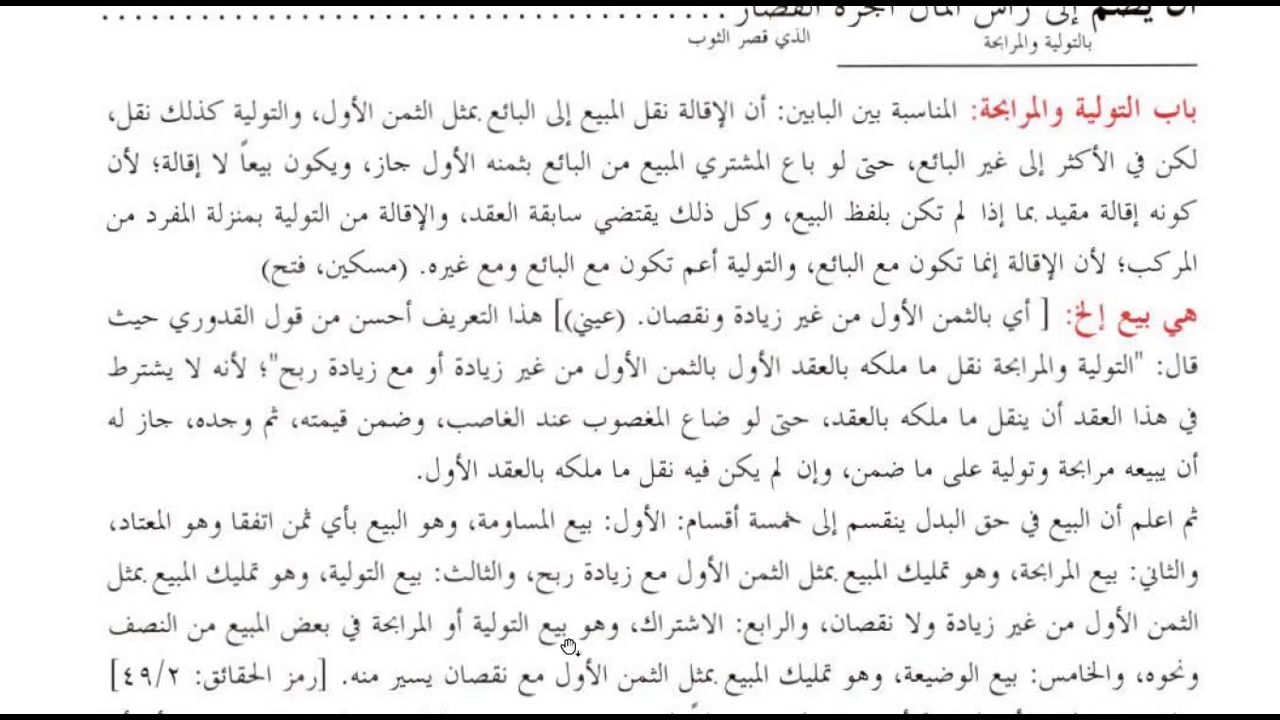 أن يضم إلى رأس المال أجرة القصار
بالتولية والمرابحة الذي قصر الثوب
باب التولية والمرابحة: المناسبة بين البابين: أن الإقالة نقل المبيع إلى البائع بمثل الثمن الأول، والتولية كذلك نقل،
لكن في الأكثر إلى غير البائع، حتى لو باع المشتري المبيع من البائع بثمنه الأول جاز، ويكون بيعاً لا إقالة؛ لأن
كونه إقالة مقيد بما إذا لم تكن بلفظ البيع، وكل ذلك يقتضي سابقة العقد، والإقالة من التولية بمنزلة المفرد من
المركب؛ لأن الإقالة إنما تكون مع البائع، والتولية أعم تكون مع البائع ومع غيره. (مسكين، فتح)
هي بيع إلخ: [ أي بالثمن الأول من غير زيادة ونقصان. (عيني)] هذا التعريف أحسن من قول القدوري حيث
قال: "التولية والمرابحة نقل ما ملكه بالعقد الأول بالثمن الأول من غير زيادة أو مع زيادة ربح"؛ لأنه لا يشترط
في هذا العقد أن ينقل ما ملكه بالعقد، حتى لو ضاع المغصوب عند الغاصب، وضمن قيمته، ثم وجده، جاز له
أن يبيعه مرابحة وتولية على ما ضمن، وإن لم يكن فيه نقل ما ملكه بالعقد الأول.
ثم اعلم أن البيع في حق البدل ينقسم إلى خمسة أقسام: الأول: بيع المساومة، وهو البيع بأي ثمن اتفقا وهو المعتاد،
والثاني: بيع المرابحة، وهو تمليك المبيع بمثل الثمن الأول مع زيادة ربح، والثالث: بيع التولية، وهو تمليك المبيع بمثل
الثمن الأول من غير زيادة ولا نقصان، والرابع: الاشتراك، وهو بيع التولية أو المرابحة في بعض المبيع من النصف
ونحوه، والخامس: بيع الوضيعة، وهو تمليك المبيع بمثل الثمن الأول مع نقصان يسير منه. [رمز الحقائق: ٤٩/٢]